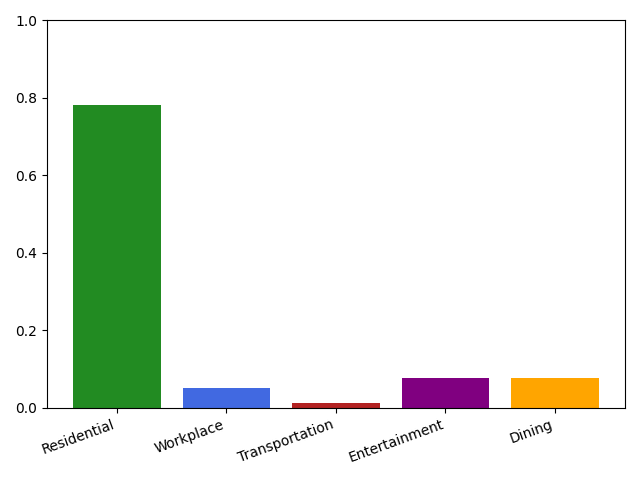 1.0
0.8
0.6
0.4
0.2
0.0
Residential
Workplace
Transportation
Entertainment
Dining